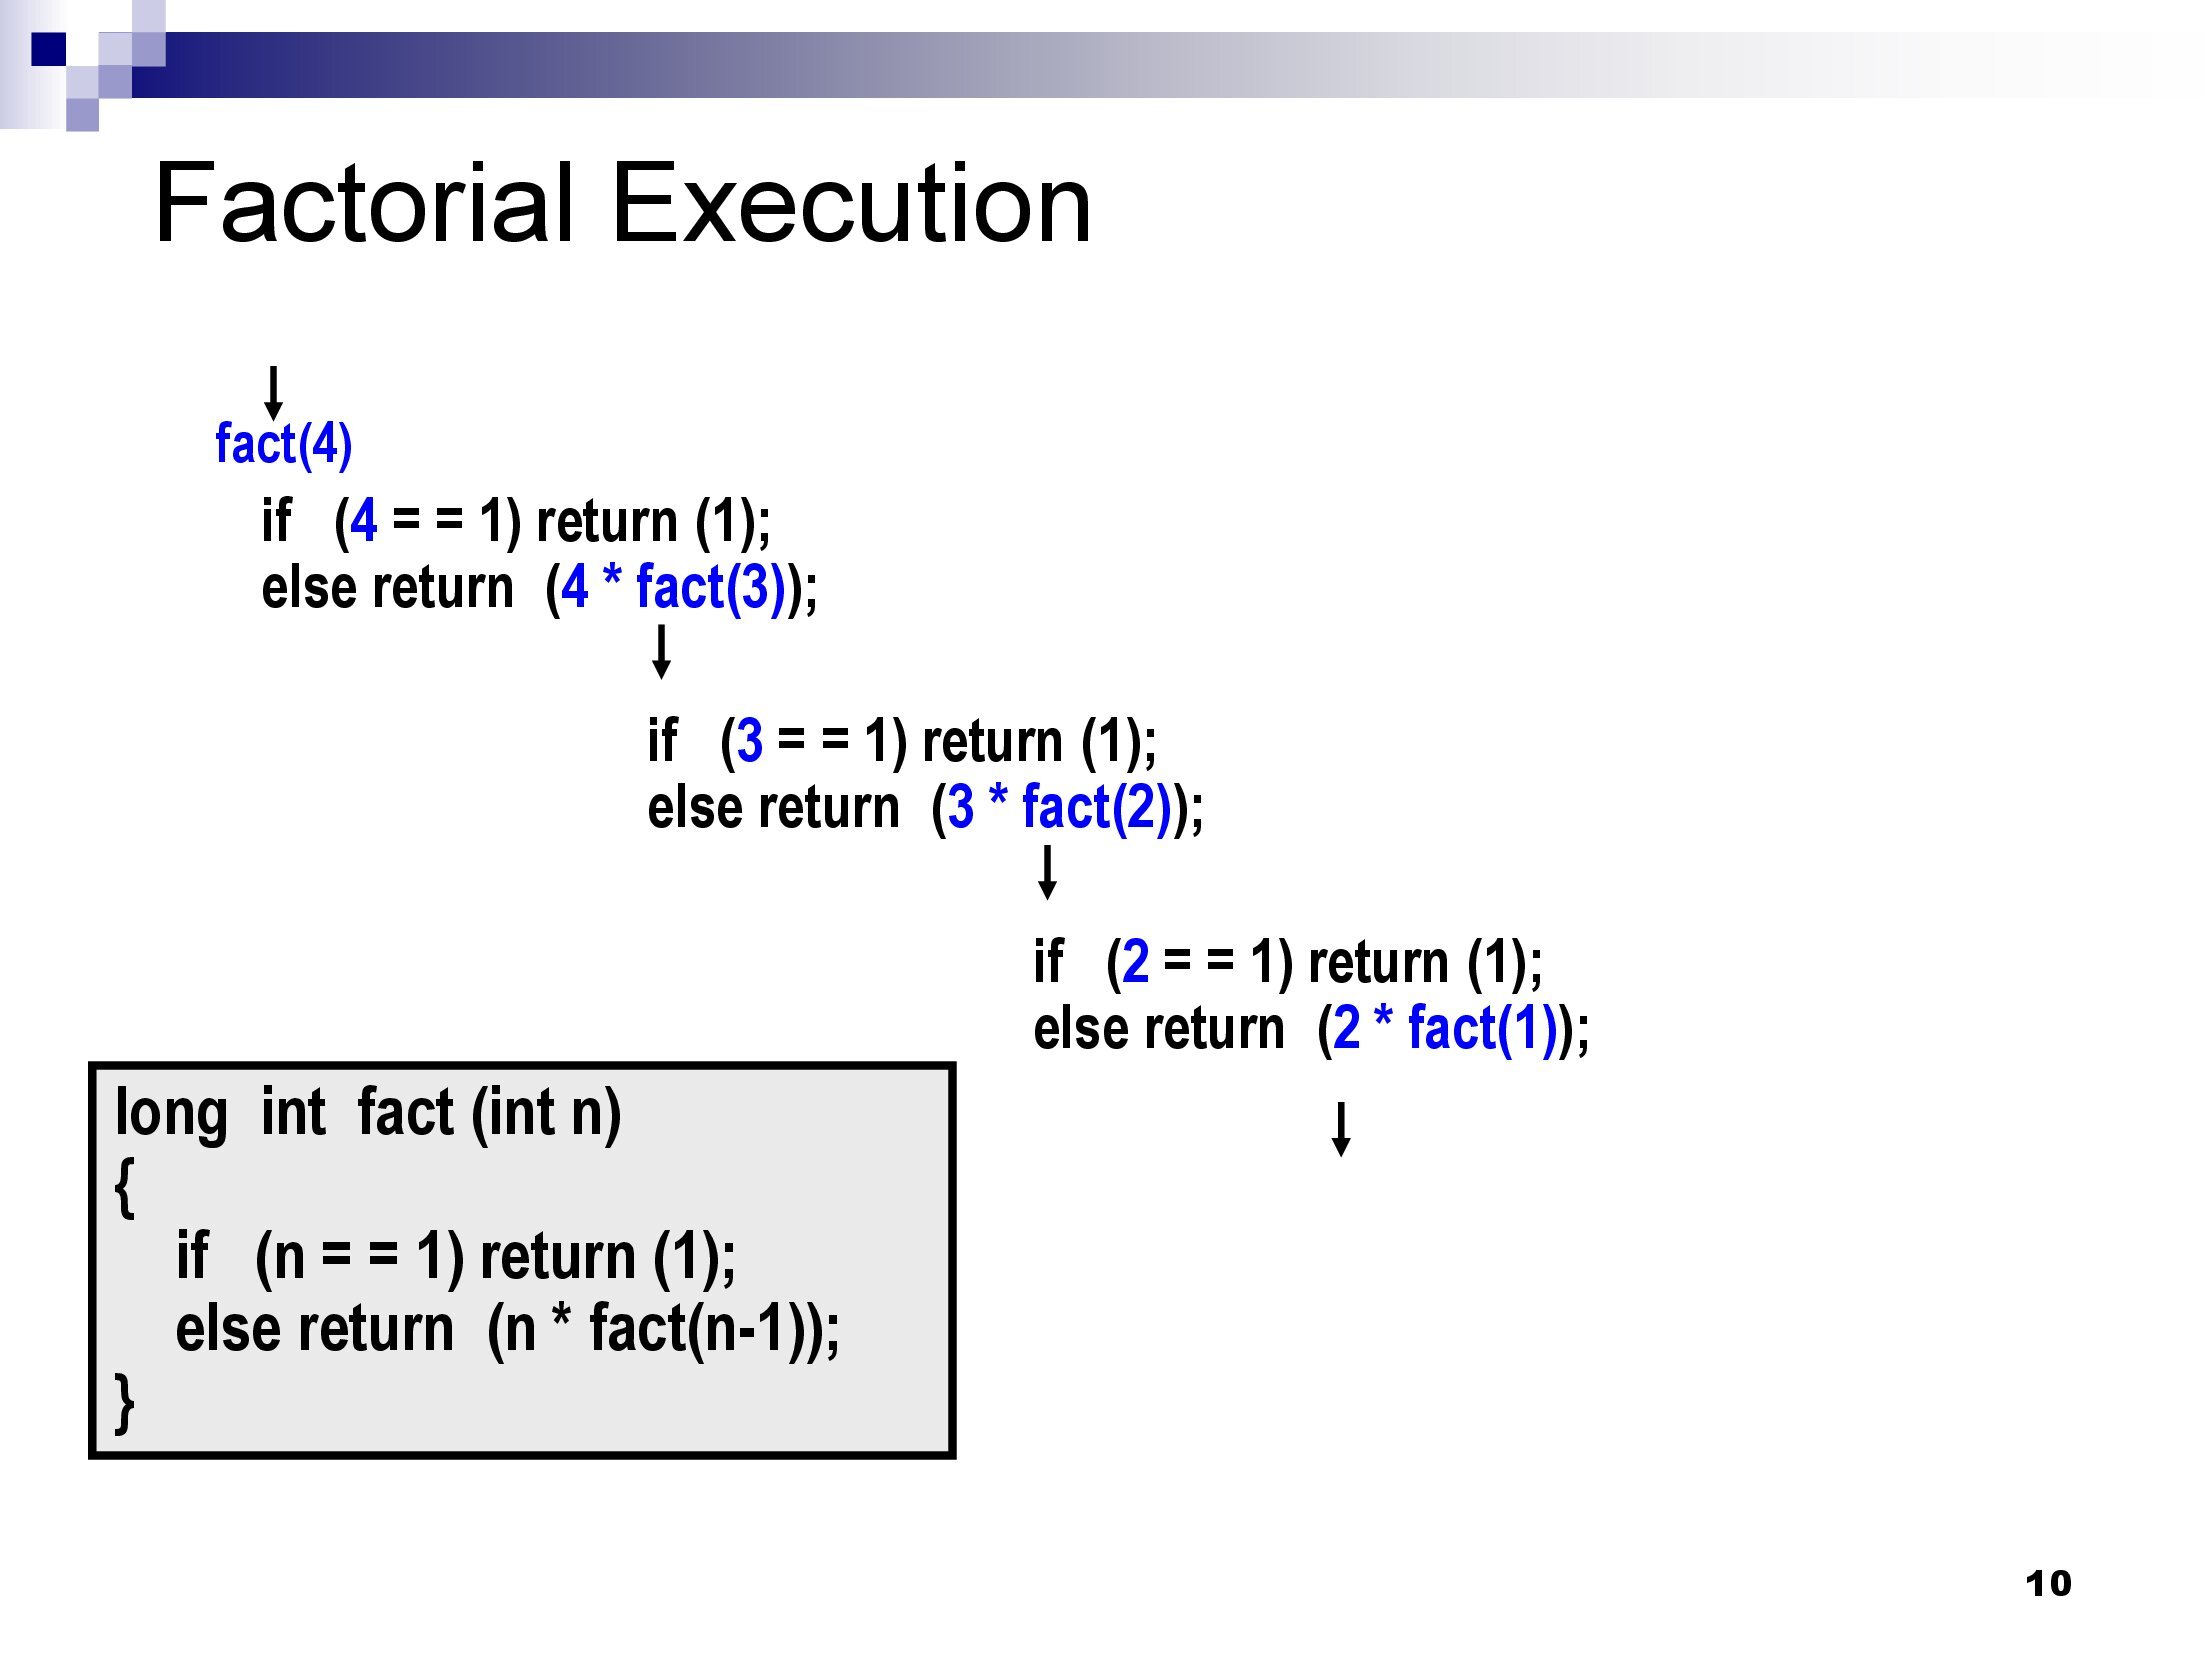 Factorial Execution
fact(4)
if (4 = = 1) return (1);
else return (4 * fact(3));
if (3 = = 1) return (1);
else return (3 * fact(2));
if (2 = = 1) return (1);
else return (2 * fact(1));
long int fact (int n)
{
if (n = = 1) return (1);
else return (n * fact(n-1));
}
10